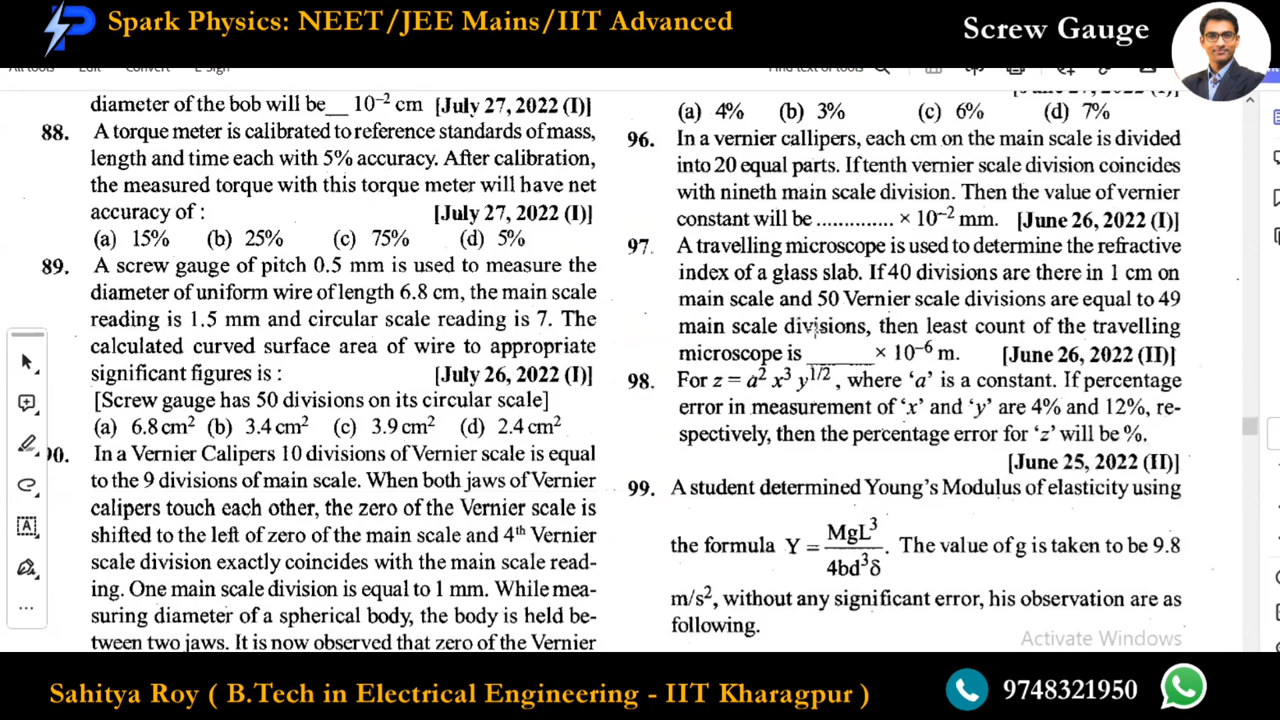 Spark Physics: NEET/JEE Mains/IIT Advanced
Screw Gauge
diameter of the bob will be__ 10⁻² cm [July 27, 2022 (I)]
88. A torque meter is calibrated to reference standards of mass,
length and time each with 5% accuracy. After calibration,
the measured torque with this torque meter will have net
accuracy of : [July 27, 2022 (I)]
(a) 15% (b) 25% (c) 75% (d) 5%
89. A screw gauge of pitch 0.5 mm is used to measure the
diameter of uniform wire of length 6.8 cm, the main scale
reading is 1.5 mm and circular scale reading is 7. The
calculated curved surface area of wire to appropriate
significant figures is : [July 26, 2022 (I)]
[Screw gauge has 50 divisions on its circular scale]
(a) 6.8 cm² (b) 3.4 cm² (c) 3.9 cm² (d) 2.4 cm²
90. In a Vernier Calipers 10 divisions of Vernier scale is equal
to the 9 divisions of main scale. When both jaws of Vernier
calipers touch each other, the zero of the Vernier scale is
shifted to the left of zero of the main scale and 4ᵗʰ Vernier
scale division exactly coincides with the main scale read-
ing. One main scale division is equal to 1 mm. While mea-
suring diameter of a spherical body, the body is held be-
tween two jaws. It is now observed that zero of the Vernier
(a) 4% (b) 3% (c) 6% (d) 7%
96. In a vernier callipers, each cm on the main scale is divided
into 20 equal parts. If tenth vernier scale division coincides
with nineth main scale division. Then the value of vernier
constant will be .............. × 10⁻² mm. [June 26, 2022 (I)]
97. A travelling microscope is used to determine the refractive
index of a glass slab. If 40 divisions are there in 1 cm on
main scale and 50 Vernier scale divisions are equal to 49
main scale divisions, then least count of the travelling
microscope is ______ × 10⁻⁶ m. [June 26, 2022 (II)]
98. For z = a² x³ y¹ᐟ², where ‘a’ is a constant. If percentage
error in measurement of ‘x’ and ‘y’ are 4% and 12%, re-
spectively, then the percentage error for ‘z’ will be %.
[June 25, 2022 (II)]
99. A student determined Young’s Modulus of elasticity using
the formula Y = MgL³/4bd³δ. The value of g is taken to be 9.8
m/s², without any significant error, his observation are as
following.
Activate Windows
Sahitya Roy ( B.Tech in Electrical Engineering - IIT Kharagpur )
9748321950